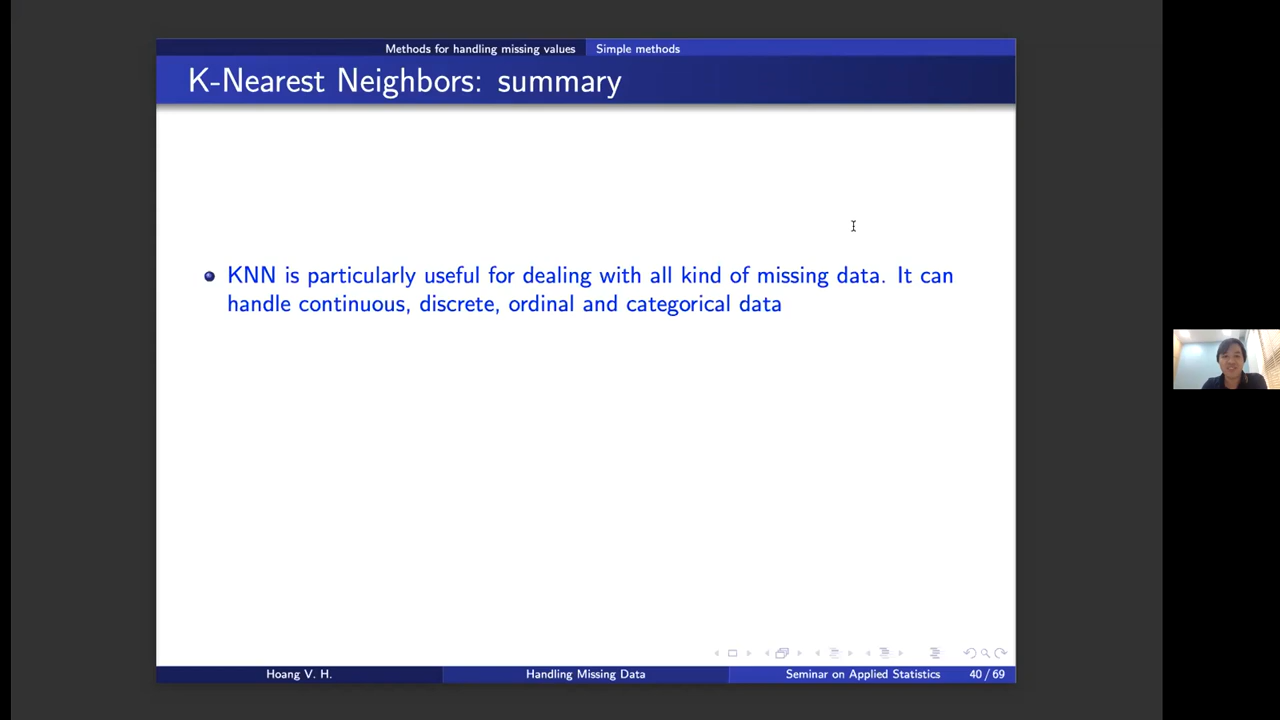 Methods for handling missing values Simple methods
K-Nearest Neighbors: summary
KNN is particularly useful for dealing with all kind of missing data. It can
handle continuous, discrete, ordinal and categorical data
Hoang V. H. Handling Missing Data Seminar on Applied Statistics 40 / 69